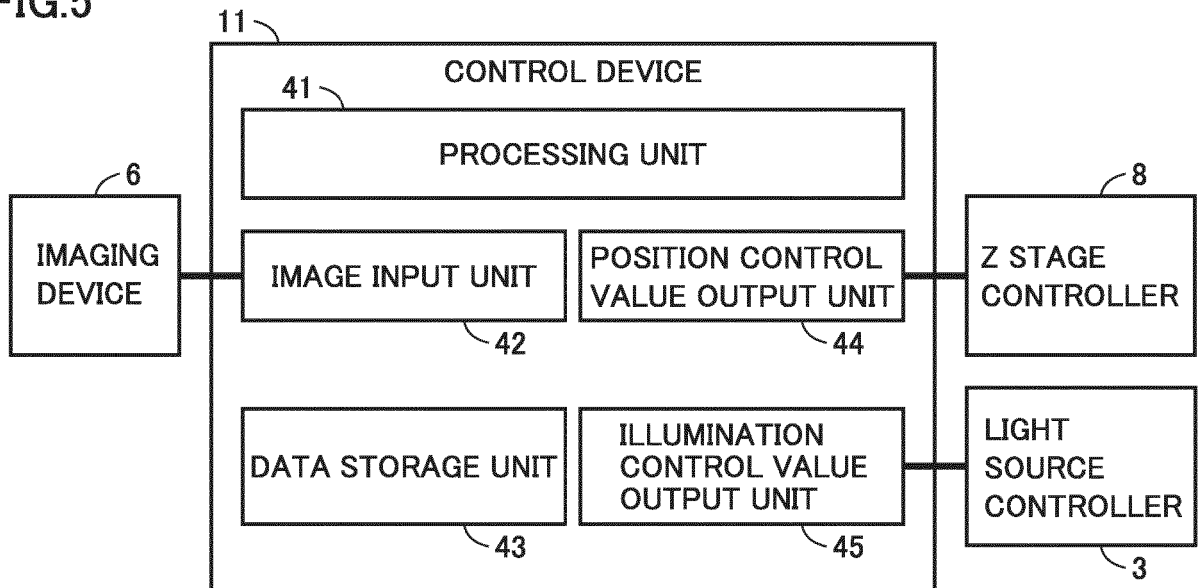 FIG.5
11
CONTROL DEVICE
41
PROCESSING UNIT
6
IMAGING
DEVICE
8
Z STAGE
CONTROLLER
IMAGE INPUT UNIT
42
POSITION CONTROL
VALUE OUTPUT UNIT
44
DATA STORAGE UNIT
43
ILLUMINATION
CONTROL VALUE
OUTPUT UNIT
45
LIGHT
SOURCE
CONTROLLER
3